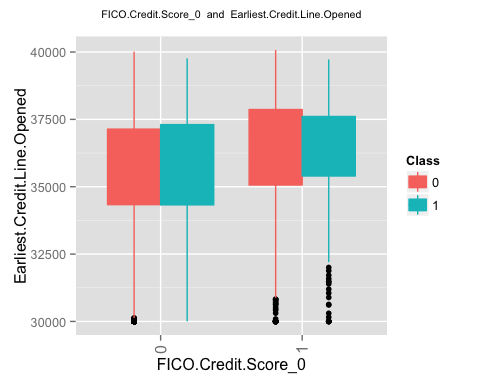 FICO.Credit.Score_0 and Earliest.Credit.Line.Opened
40000
37500
35000
32500
30000
Earliest.Credit.Line.Opened
0
1
FICO.Credit.Score_0
Class
0
1